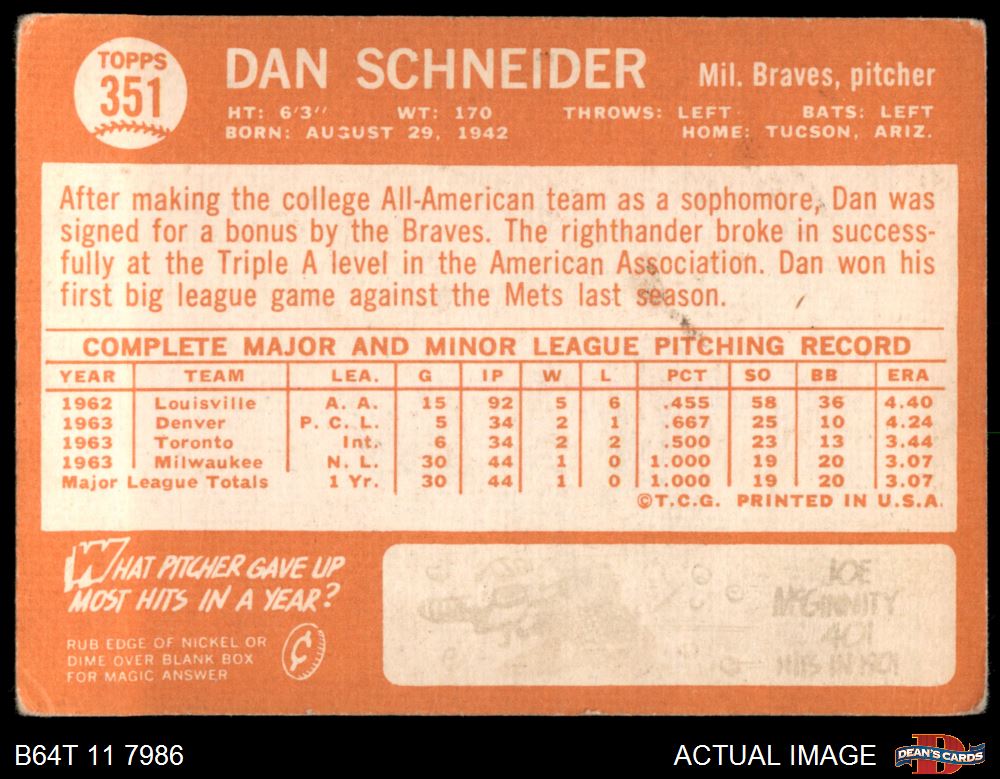 TOPPS
351
DAN SCHNEIDER
Mil. Braves, pitcher
HT: 6'3" WT: 170 THROWS: LEFT BATS: LEFT
BORN: AUGUST 29, 1942 HOME: TUCSON, ARIZ.
After making the college All-American team as a sophomore, Dan was
signed for a bonus by the Braves. The righthander broke in success-
fully at the Triple A level in the American Association. Dan won his
first big league game against the Mets last season.
COMPLETE MAJOR AND MINOR LEAGUE PITCHING RECORD
YEAR TEAM LEA. G IP W L PCT SO BB ERA
1962 Louisville A. A. 15 92 5 6 .455 58 36 4.40
1963 Denver P. C. L. 5 34 2 1 .667 25 10 4.24
1963 Toronto Int. 6 34 2 2 .500 23 13 3.44
1963 Milwaukee N. L. 30 44 1 0 1.000 19 20 3.07
Major League Totals 1 Yr. 30 44 1 0 1.000 19 20 3.07
©T.C.G. PRINTED IN U.S.A.
WHAT PITCHER GAVE UP
MOST HITS IN A YEAR?
RUB EDGE OF NICKEL OR
DIME OVER BLANK BOX
FOR MAGIC ANSWER
JOE
McGINNITY
401
HITS IN 1901
B64T 11 7986
ACTUAL IMAGE
DEAN'S CARDS